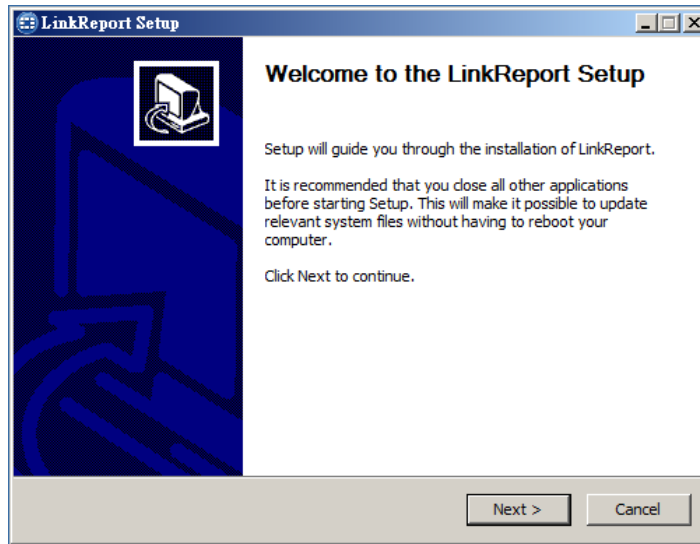 LinkReport Setup
Welcome to the LinkReport Setup
Setup will guide you through the installation of LinkReport.
It is recommended that you close all other applications
before starting Setup. This will make it possible to update
relevant system files without having to reboot your
computer.
Click Next to continue.
Next >
Cancel